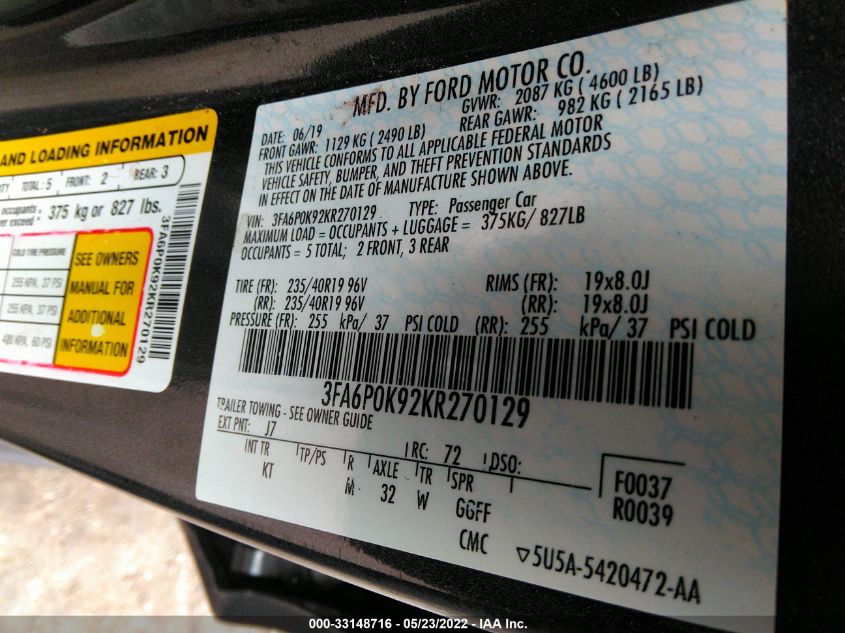 AND LOADING INFORMATION
TOTAL: 5 FRONT: 2 REAR: 3
occupants 375 kg or 827 lbs.
exceed
COLD TIRE PRESSURE
255 KPA, 37 PSI
255 KPA, 37 PSI
420 KPA, 60 PSI
SEE OWNERS
MANUAL FOR
ADDITIONAL
INFORMATION
3FA6P0K92KR270129
MFD. BY FORD MOTOR CO.
DATE 06/19 GVWR: 2087 KG ( 4600 LB)
FRONT GAWR: 1129 KG ( 2490 LB) REAR GAWR: 982 KG ( 2165 LB)
THIS VEHICLE CONFORMS TO ALL APPLICABLE FEDERAL MOTOR
VEHICLE SAFETY, BUMPER, AND THEFT PREVENTION STANDARDS
IN EFFECT ON THE DATE OF MANUFACTURE SHOWN ABOVE.
VIN: 3FA6P0K92KR270129 TYPE: Passenger Car
MAXIMUM LOAD = OCCUPANTS + LUGGAGE = 375KG/ 827LB
OCCUPANTS = 5 TOTAL; 2 FRONT, 3 REAR
TIRE (FR): 235/40R19 96V RIMS (FR): 19x8.0J
(RR): 235/40R19 96V (RR): 19x8.0J
PRESSURE (FR): 255 kPa/ 37 PSI COLD (RR): 255 kPa/ 37 PSI COLD
3FA6P0K92KR270129
TRAILER TOWING - SEE OWNER GUIDE
EXT PNT: J7 RC: 72 DSO:
INT TR TP/PS R AXLE TR SPR F0037
KT M 32 W GGFF R0039
CMC ▽5U5A-5420472-AA
000-33148716 - 05/23/2022 - IAA Inc.